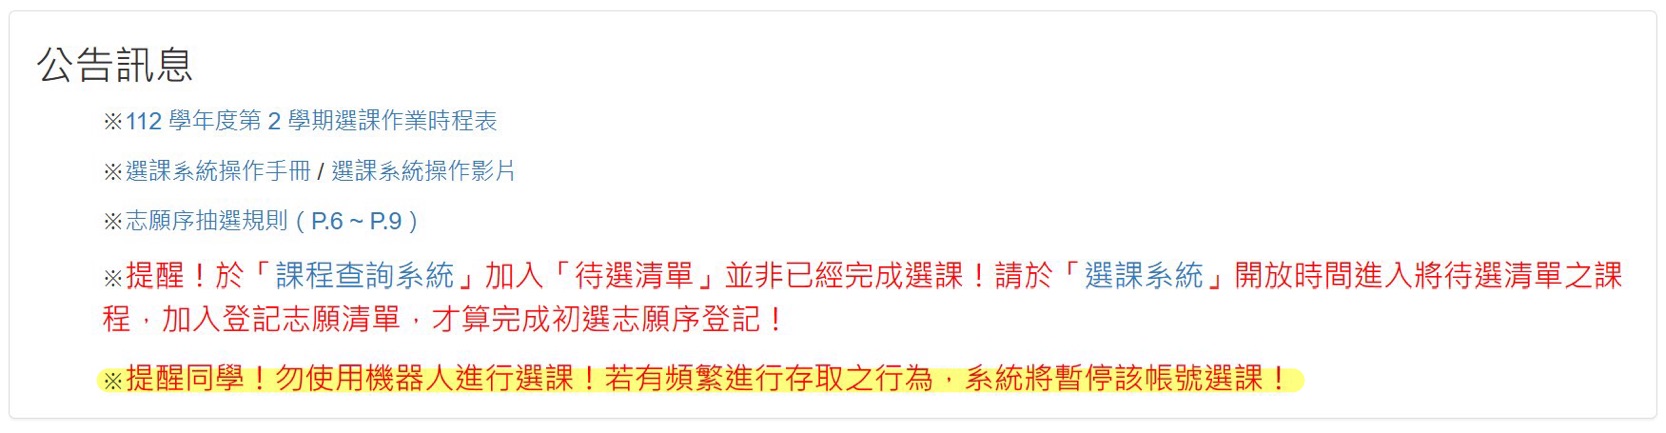 公告訊息
※112 學年度第 2 學期選課作業時程表
※選課系統操作手冊 / 選課系統操作影片
※志願序抽選規則（P.6 ~ P.9）
※提醒！於「課程查詢系統」加入「待選清單」並非已經完成選課！請於「選課系統」開放時間進入將待選清單之課
程，加入登記志願清單，才算完成初選志願序登記！
※提醒同學！勿使用機器人進行選課！若有頻繁進行存取之行為，系統將暫停該帳號選課！